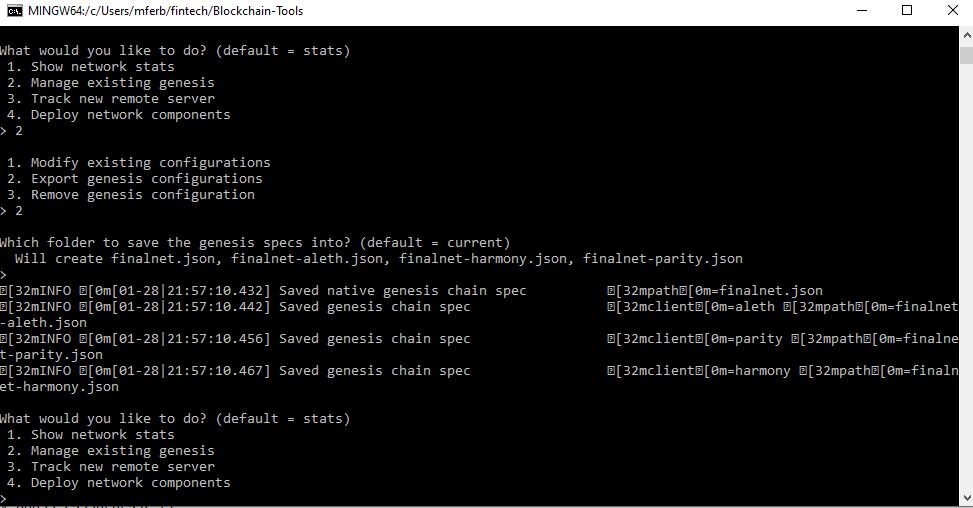 MINGW64:/c/Users/mferb/fintech/Blockchain-Tools
What would you like to do? (default = stats)
1. Show network stats
2. Manage existing genesis
3. Track new remote server
4. Deploy network components
> 2
1. Modify existing configurations
2. Export genesis configurations
3. Remove genesis configuration
> 2
Which folder to save the genesis specs into? (default = current)
Will create finalnet.json, finalnet-aleth.json, finalnet-harmony.json, finalnet-parity.json
>
[32mINFO [0m[01-28|21:57:10.432] Saved native genesis chain spec [32mpath[0m=finalnet.json
[32mINFO [0m[01-28|21:57:10.442] Saved genesis chain spec [32mclient[0m=aleth [32mpath[0m=finalnet
-aleth.json
[32mINFO [0m[01-28|21:57:10.456] Saved genesis chain spec [32mclient[0m=parity [32mpath[0m=finalne
t-parity.json
[32mINFO [0m[01-28|21:57:10.467] Saved genesis chain spec [32mclient[0m=harmony [32mpath[0m=finaln
et-harmony.json
What would you like to do? (default = stats)
1. Show network stats
2. Manage existing genesis
3. Track new remote server
4. Deploy network components
>